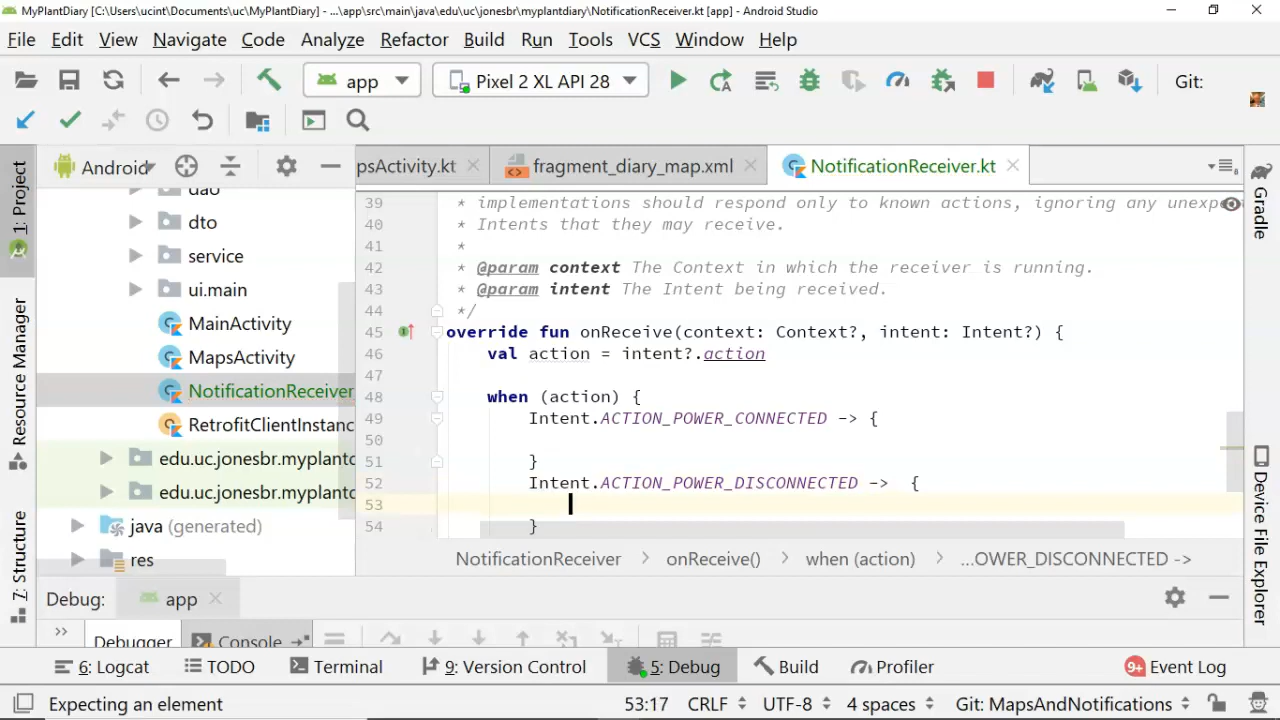 MyPlantDiary [C:\Users\ucint\Documents\uc\MyPlantDiary] - ...\app\src\main\java\edu\uc\jonesbr\myplantdiary\NotificationReceiver.kt [app] - Android Studio
File Edit View Navigate Code Analyze Refactor Build Run Tools VCS Window Help
app Pixel 2 XL API 28 Git:
Android psActivity.kt fragment_diary_map.xml NotificationReceiver.kt
1: Project
Resource Manager
7: Structure
dao
dto
service
ui.main
MainActivity
MapsActivity
NotificationReceiver
RetrofitClientInstanc
edu.uc.jonesbr.myplantd
edu.uc.jonesbr.myplantd
java (generated)
res
39 * implementations should respond only to known actions, ignoring any unexpe
40 * Intents that they may receive.
41 *
42 * @param context The Context in which the receiver is running.
43 * @param intent The Intent being received.
44 */
45 override fun onReceive(context: Context?, intent: Intent?) {
46 val action = intent?.action
47
48 when (action) {
49 Intent.ACTION_POWER_CONNECTED -> {
50
51 }
52 Intent.ACTION_POWER_DISCONNECTED -> {
53
54 }
NotificationReceiver onReceive() when (action) ...OWER_DISCONNECTED ->
Gradle
Device File Explorer
Debug: app
Debugger Console
6: Logcat TODO Terminal 9: Version Control 5: Debug Build Profiler 9+ Event Log
Expecting an element 53:17 CRLF UTF-8 4 spaces Git: MapsAndNotifications